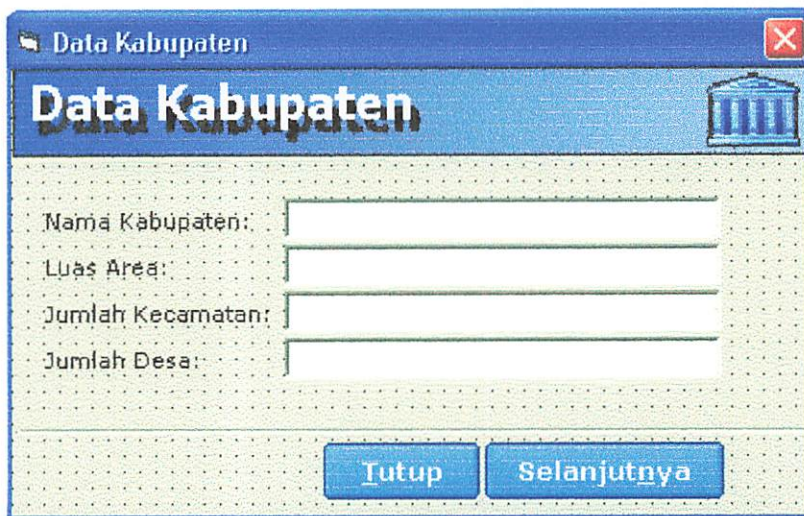 Data Kabupaten
Data Kabupaten
Nama Kabupaten:
Luas Area:
Jumlah Kecamatan:
Jumlah Desa:
Tutup Selanjutnya